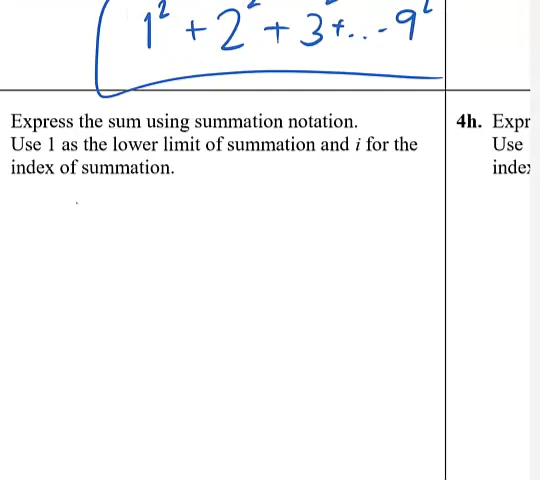 1² + 2² + 3² + ... - 9²
Express the sum using summation notation.
Use 1 as the lower limit of summation and i for the
index of summation.
4h. Expr
Use
index